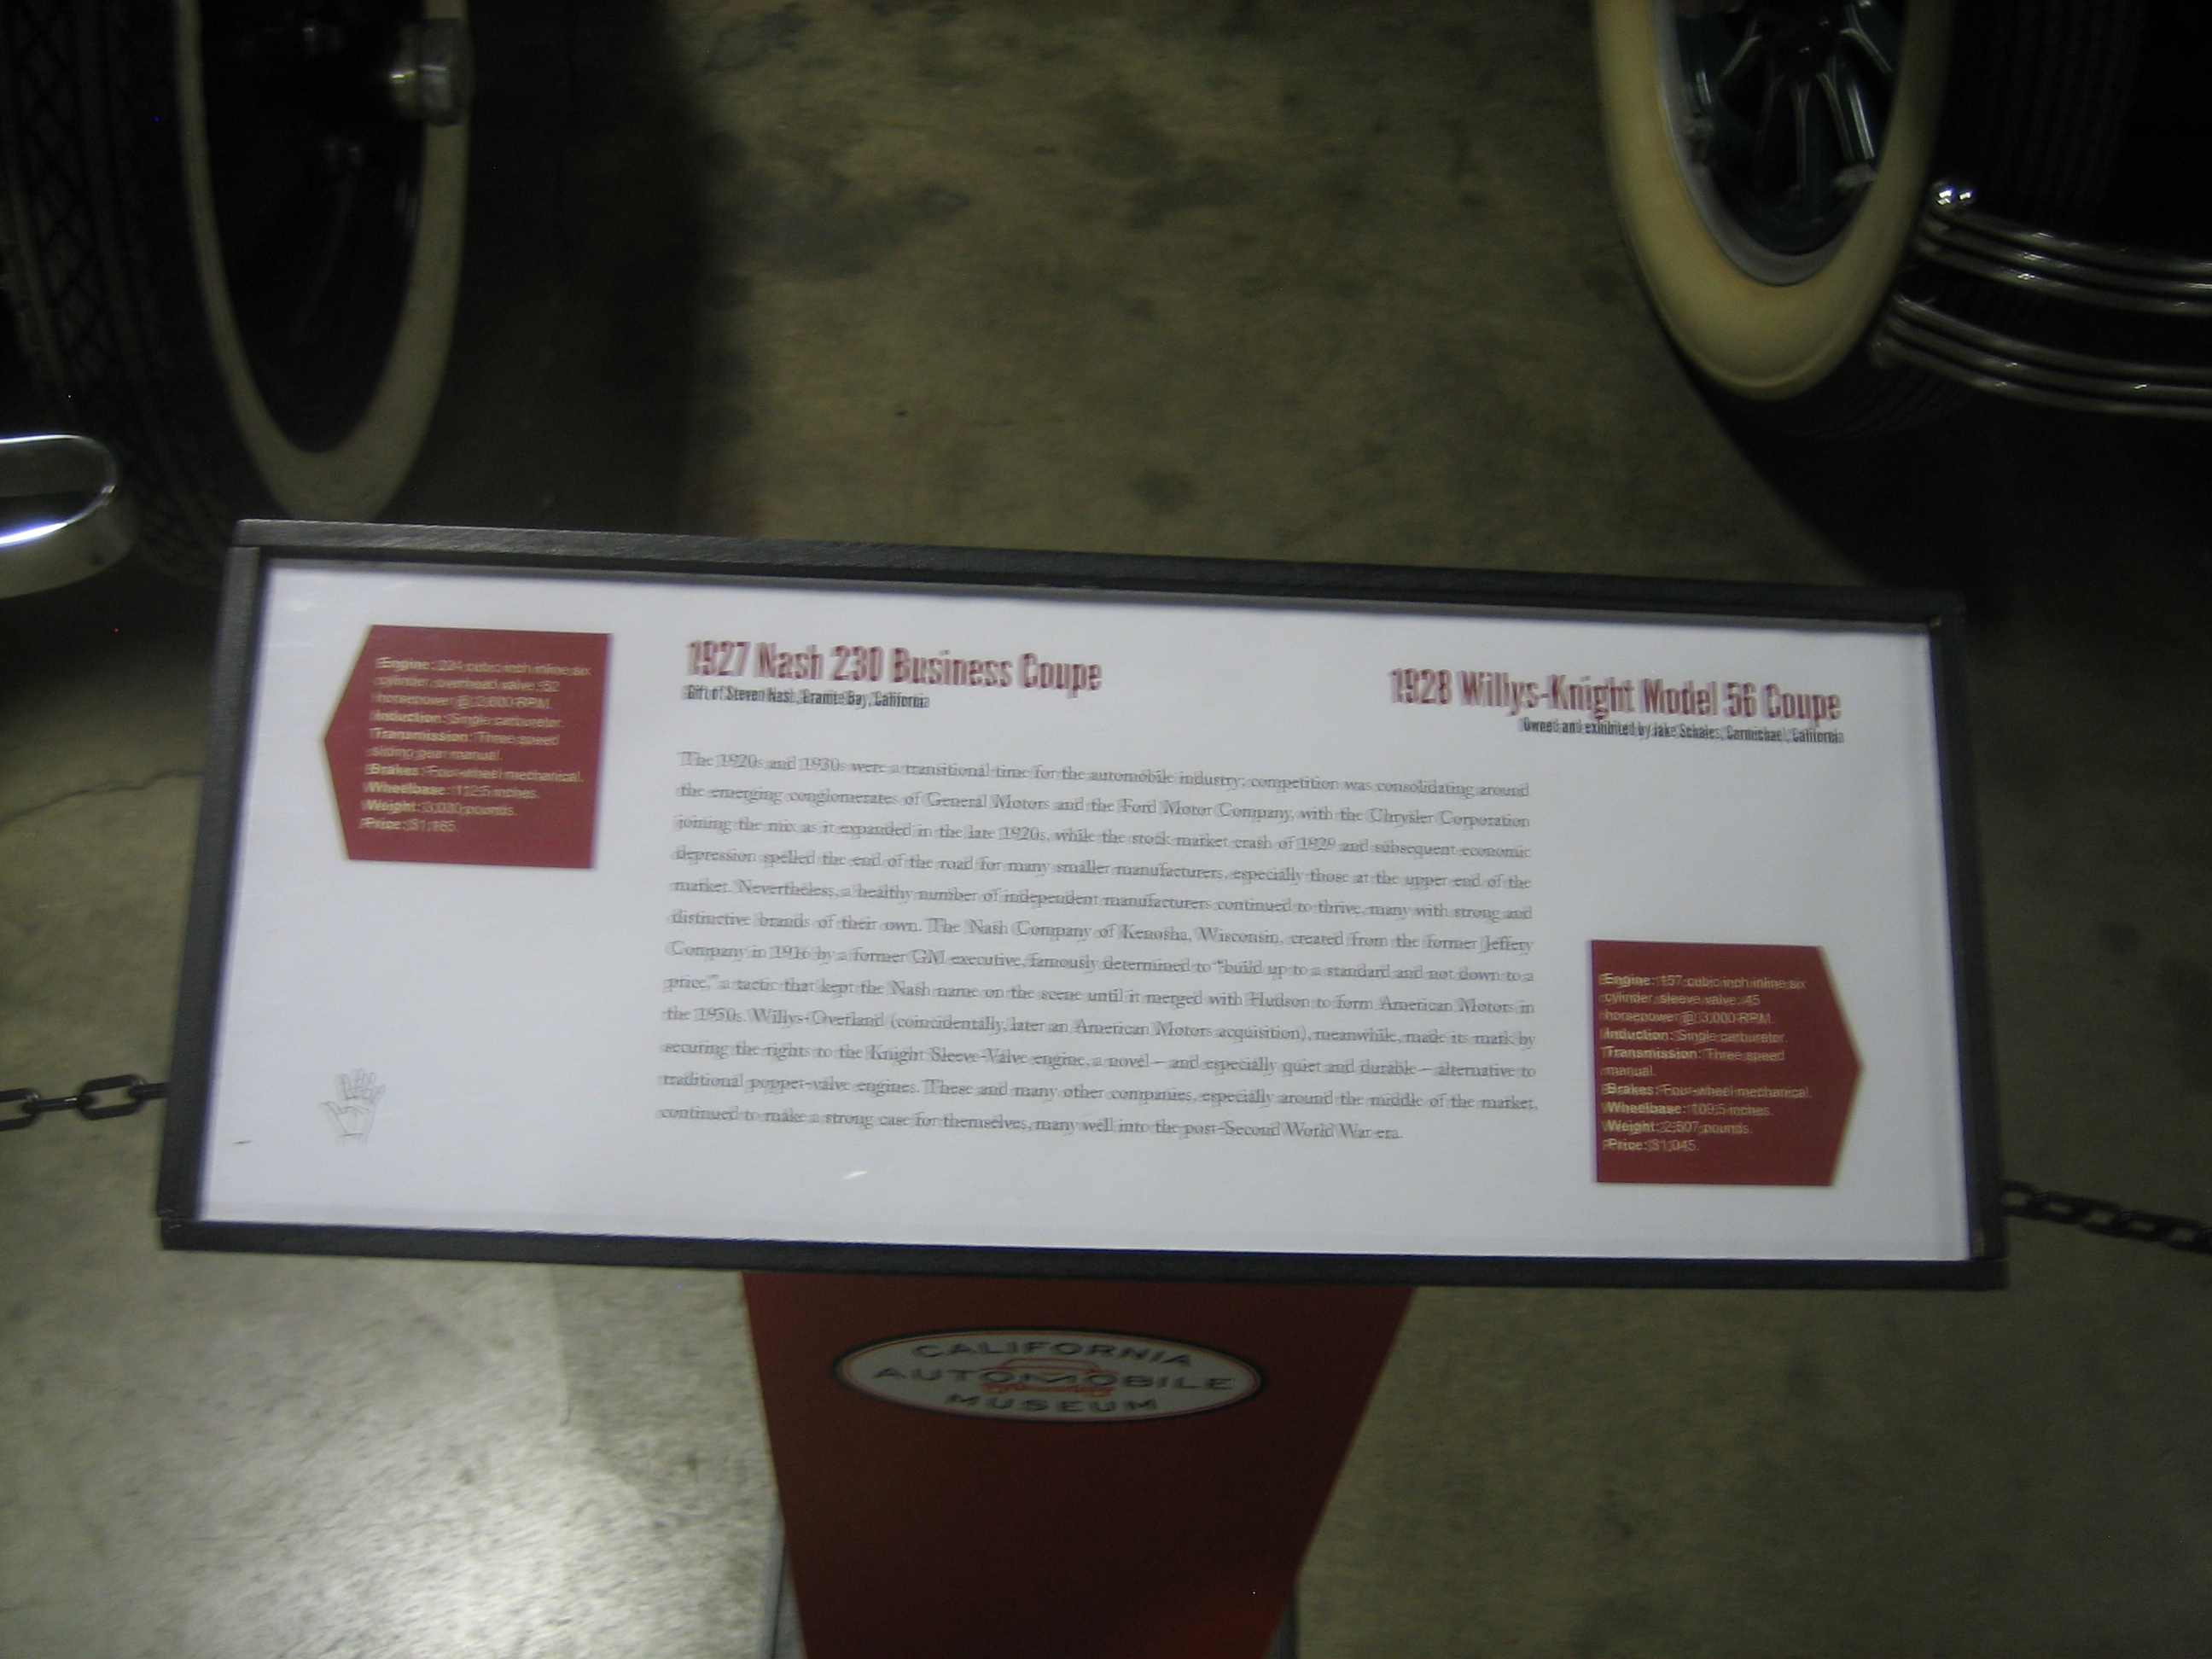 Engine: 224 cubic inch inline six
cylinder, overhead valve, 52
horsepower @ 2,600 RPM.
Induction: Single carburetor.
Transmission: Three speed
sliding gear manual.
Brakes: Four-wheel mechanical.
Wheelbase: 112.5 inches.
Weight: 3,030 pounds.
Price: $1,165.
1927 Nash 230 Business Coupe
Gift of Steven Nash, Granite Bay, California
1928 Willys-Knight Model 56 Coupe
Owned and exhibited by Jake Schales, Carmichael, California
The 1920s and 1930s were a transitional time for the automobile industry; competition was consolidating around
the emerging conglomerates of General Motors and the Ford Motor Company, with the Chrysler Corporation
joining the mix as it expanded in the late 1920s, while the stock market crash of 1929 and subsequent economic
depression spelled the end of the road for many smaller manufacturers, especially those at the upper end of the
market. Nevertheless, a healthy number of independent manufacturers continued to thrive, many with strong and
distinctive brands of their own. The Nash Company of Kenosha, Wisconsin, created from the former Jeffery
Company in 1916 by a former GM executive, famously determined to “build up to a standard and not down to a
price,” a tactic that kept the Nash name on the scene until it merged with Hudson to form American Motors in
the 1950s. Willys-Overland (coincidentally, later an American Motors acquisition), meanwhile, made its mark by
securing the rights to the Knight Sleeve-Valve engine, a novel – and especially quiet and durable – alternative to
traditional poppet-valve engines. These and many other companies, especially around the middle of the market,
continued to make a strong case for themselves, many well into the post-Second World War era.
Engine: 157 cubic inch inline six
cylinder, sleeve valve, 45
horsepower @ 3,000 RPM.
Induction: Single carburetor.
Transmission: Three speed
manual.
Brakes: Four-wheel mechanical.
Wheelbase: 109.5 inches.
Weight: 2,507 pounds.
Price: $1,045.
CALIFORNIA
AUTOMOBILE
MUSEUM